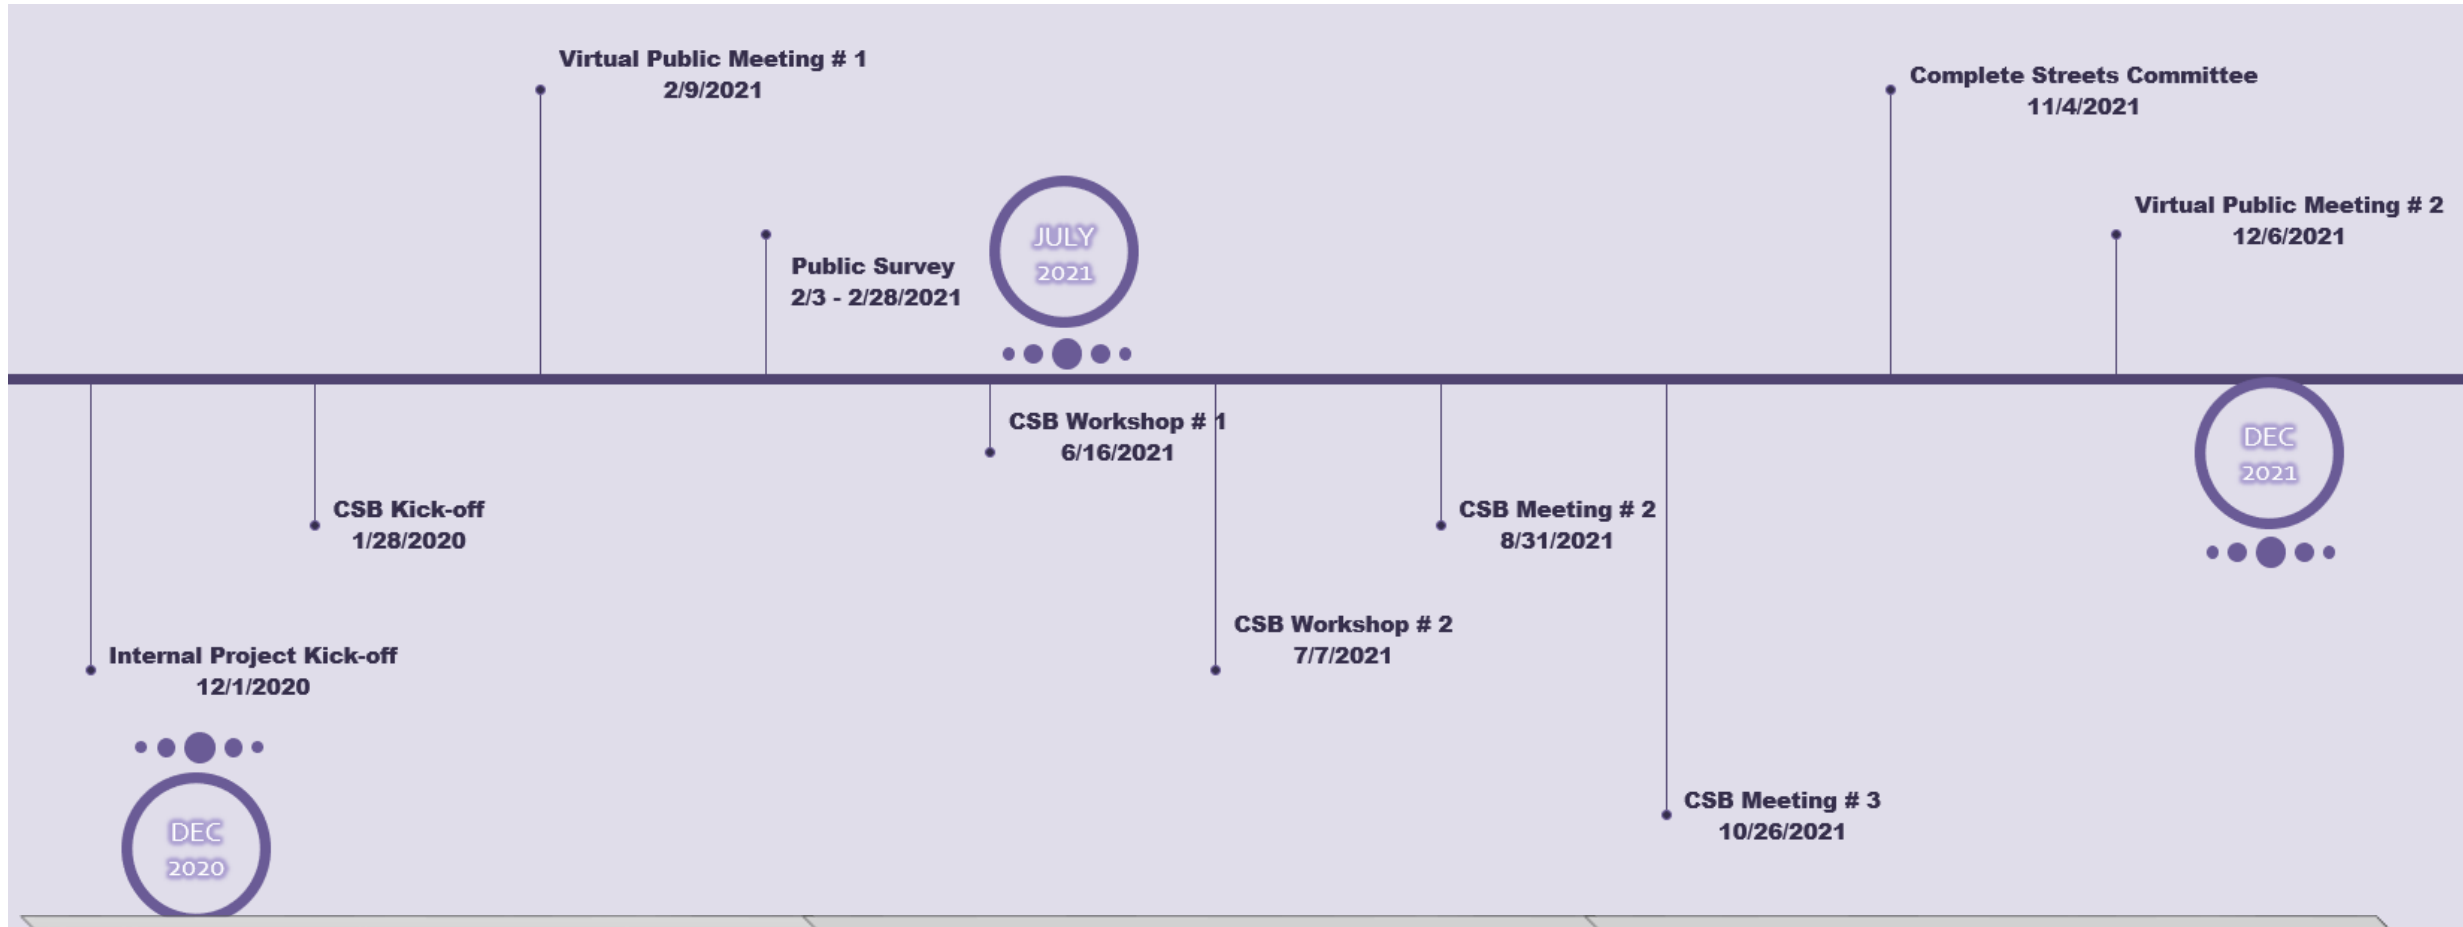 Virtual Public Meeting # 1
2/9/2021
Complete Streets Committee
11/4/2021
Virtual Public Meeting # 2
12/6/2021
JULY
2021
Public Survey
2/3 - 2/28/2021
CSB Workshop # 1
6/16/2021
DEC
2021
CSB Kick-off
1/28/2020
CSB Meeting # 2
8/31/2021
CSB Workshop # 2
7/7/2021
Internal Project Kick-off
12/1/2020
CSB Meeting # 3
10/26/2021
DEC
2020